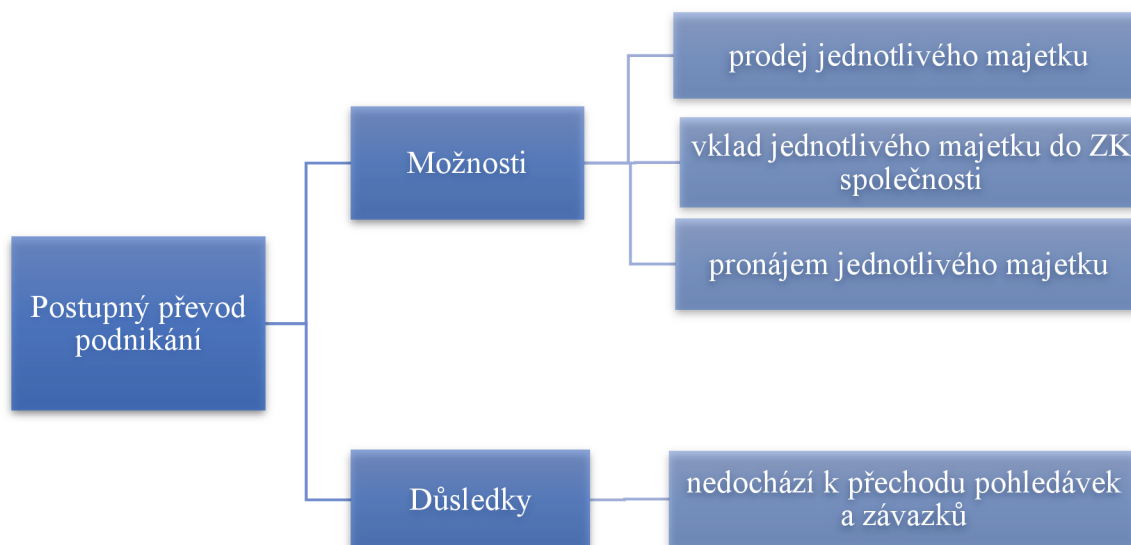 Postupný převod
podnikání
Možnosti
prodej jednotlivého majetku
vklad jednotlivého majetku do ZK
společnosti
pronájem jednotlivého majetku
Důsledky
nedochází k přechodu pohledávek
a závazků